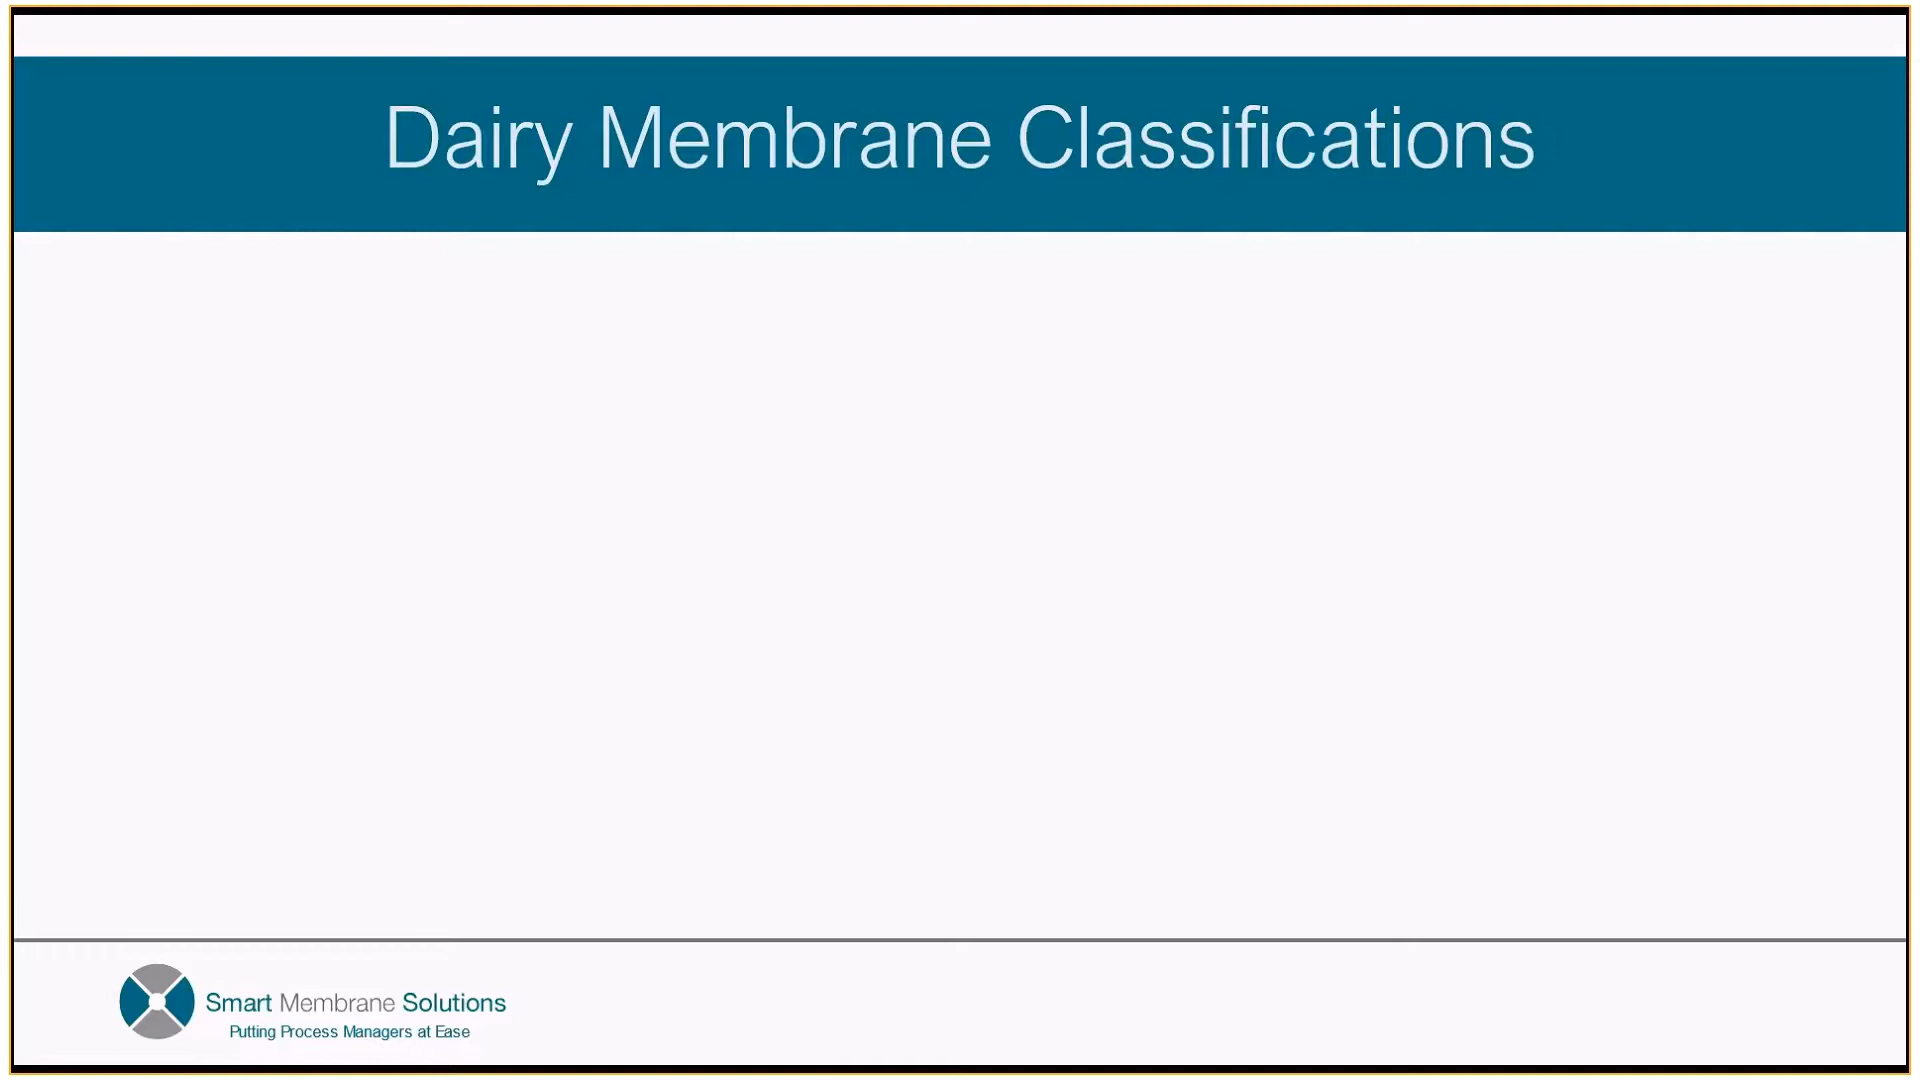 Dairy Membrane Classifications
Smart Membrane Solutions
Putting Process Managers at Ease